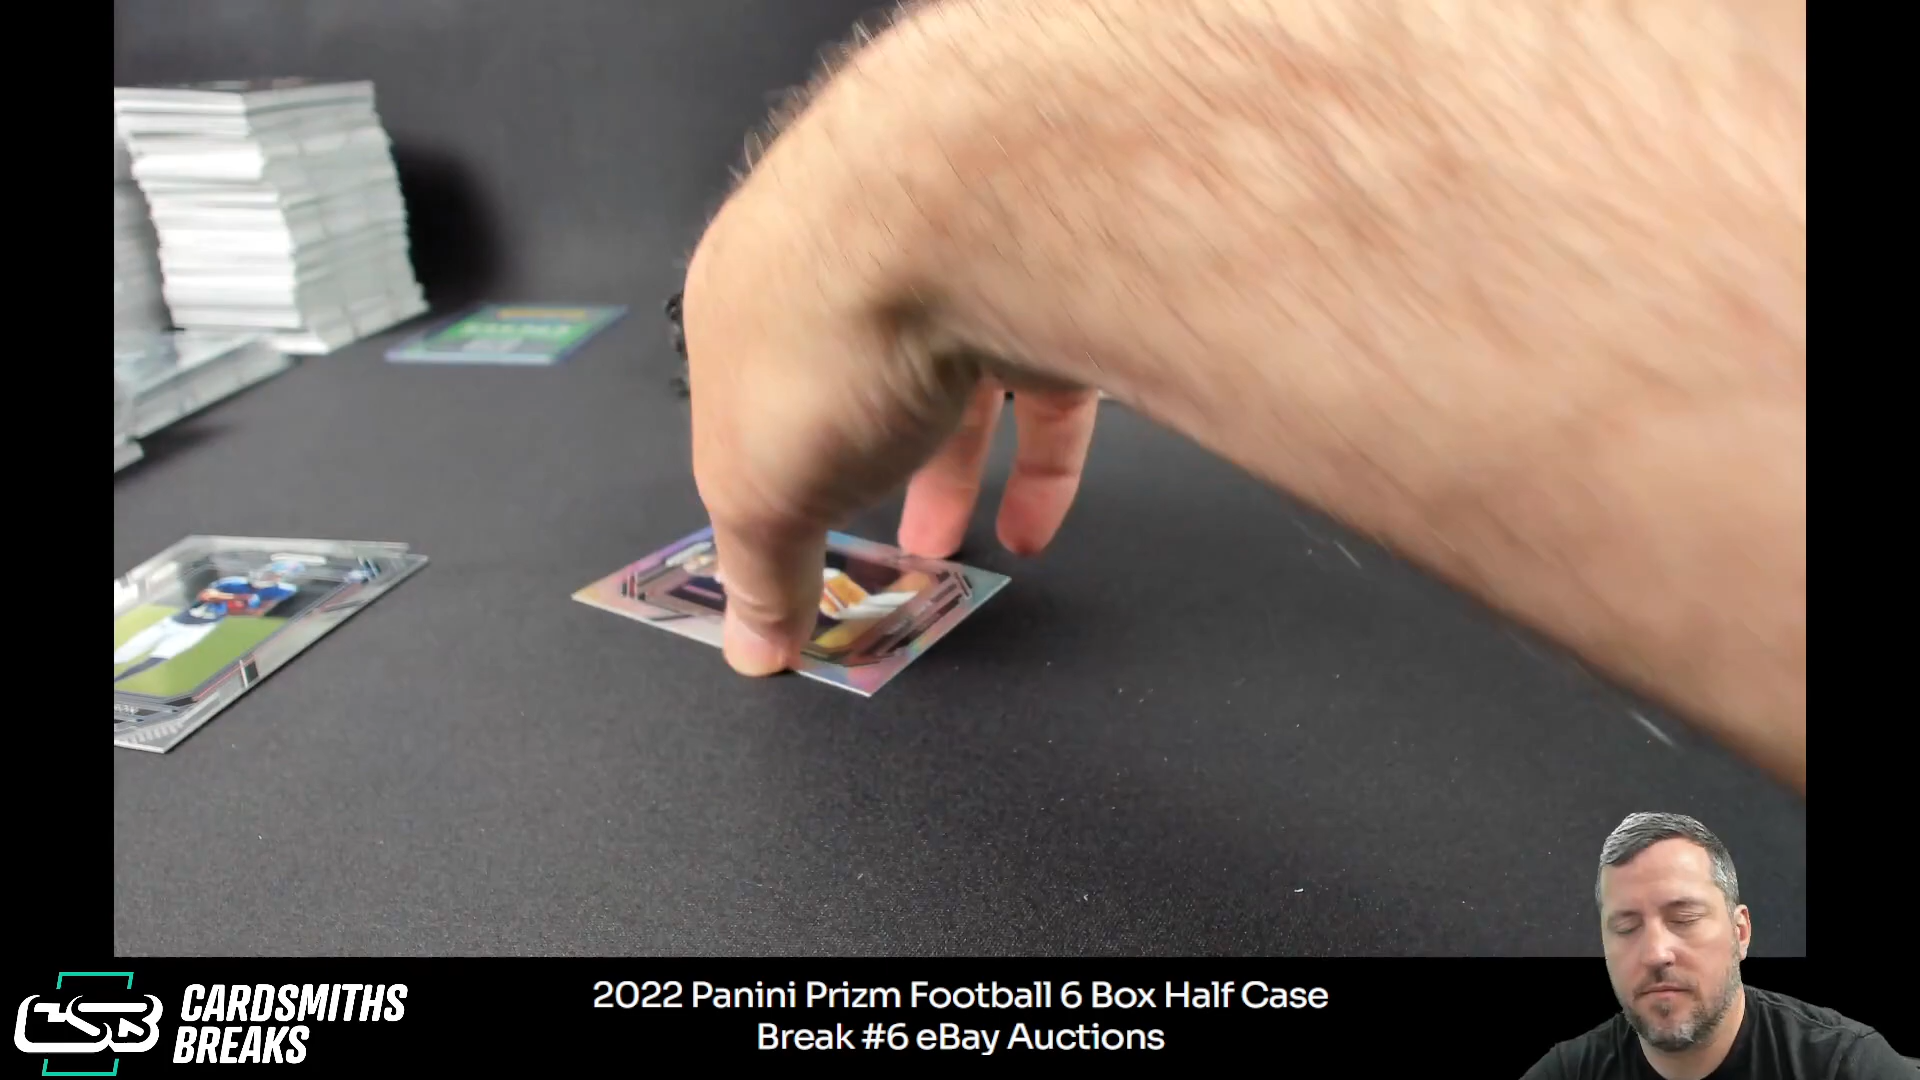 CARDSMITHS
BREAKS
2022 Panini Prizm Football 6 Box Half Case
Break #6 eBay Auctions